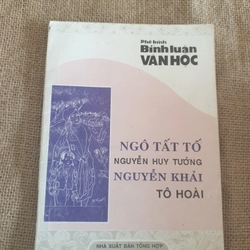 Phê bình
Bình luận
VĂN HỌC
NGÔ TẤT TỐ
NGUYỄN HUY TƯỞNG
NGUYỄN KHẢI
TÔ HOÀI
NHÀ XUẤT BẢN TỔNG HỢP